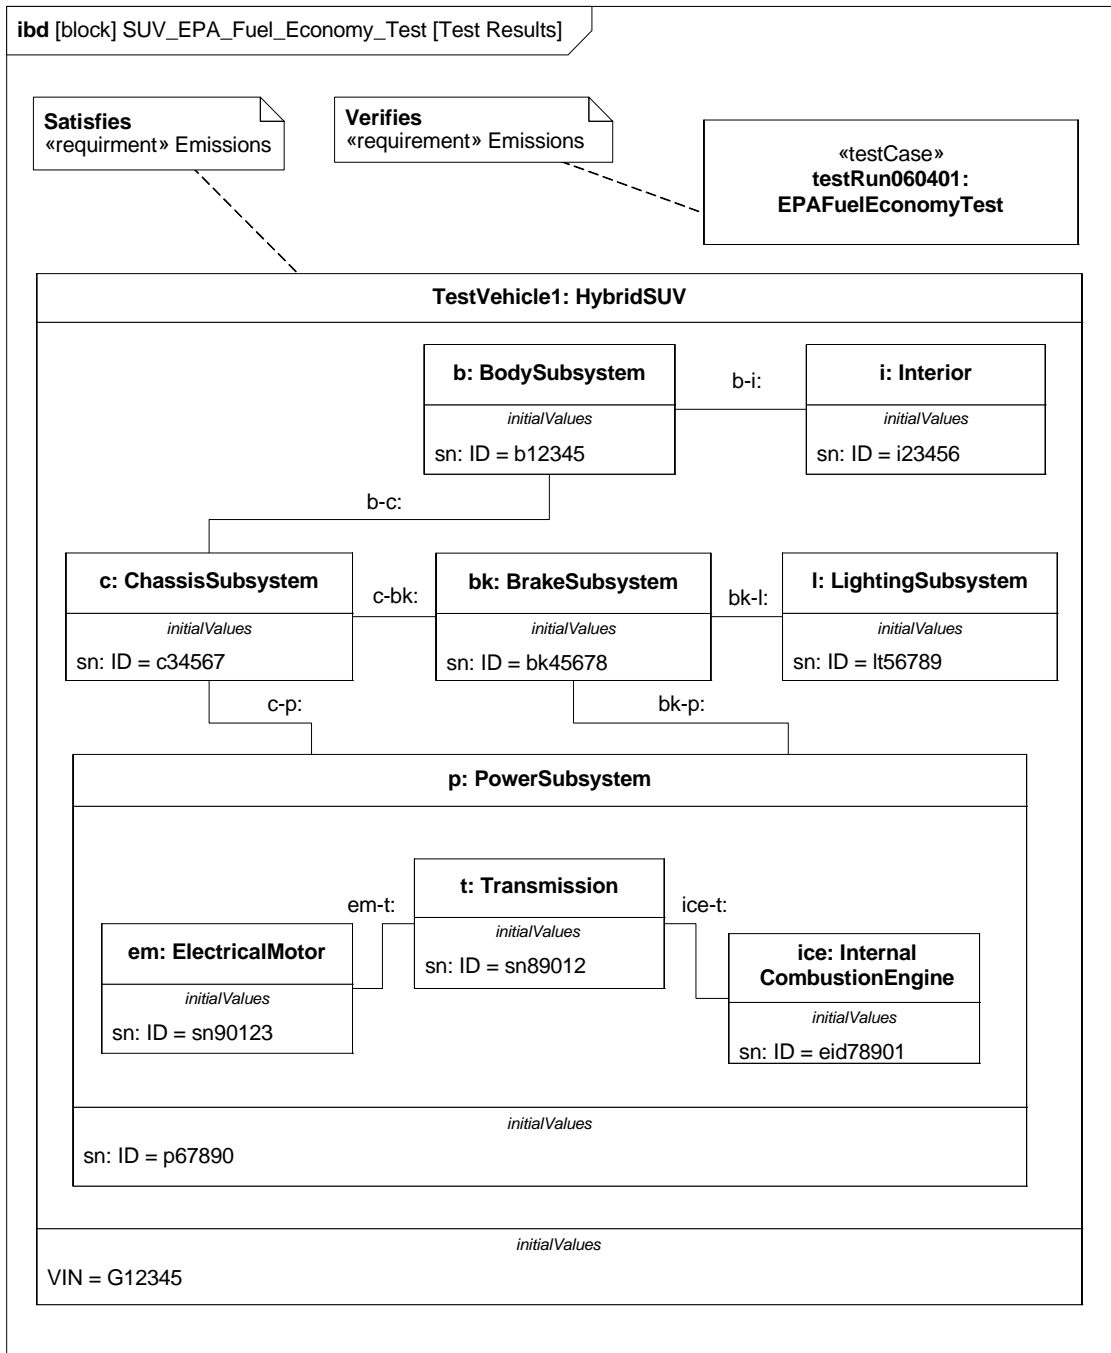 ibd [block] SUV_EPA_Fuel_Economy_Test [Test Results]
Satisfies
«requirment» Emissions
Verifies
«requirement» Emissions
«testCase»
testRun060401:
EPAFuelEconomyTest
TestVehicle1: HybridSUV
b: BodySubsystem
initialValues
sn: ID = b12345
b-i:
i: Interior
initialValues
sn: ID = i23456
b-c:
c: ChassisSubsystem
initialValues
sn: ID = c34567
c-bk:
bk: BrakeSubsystem
initialValues
sn: ID = bk45678
bk-l:
l: LightingSubsystem
initialValues
sn: ID = lt56789
c-p:
bk-p:
p: PowerSubsystem
t: Transmission
initialValues
sn: ID = sn89012
em-t:
ice-t:
em: ElectricalMotor
initialValues
sn: ID = sn90123
ice: Internal
CombustionEngine
initialValues
sn: ID = eid78901
initialValues
sn: ID = p67890
initialValues
VIN = G12345